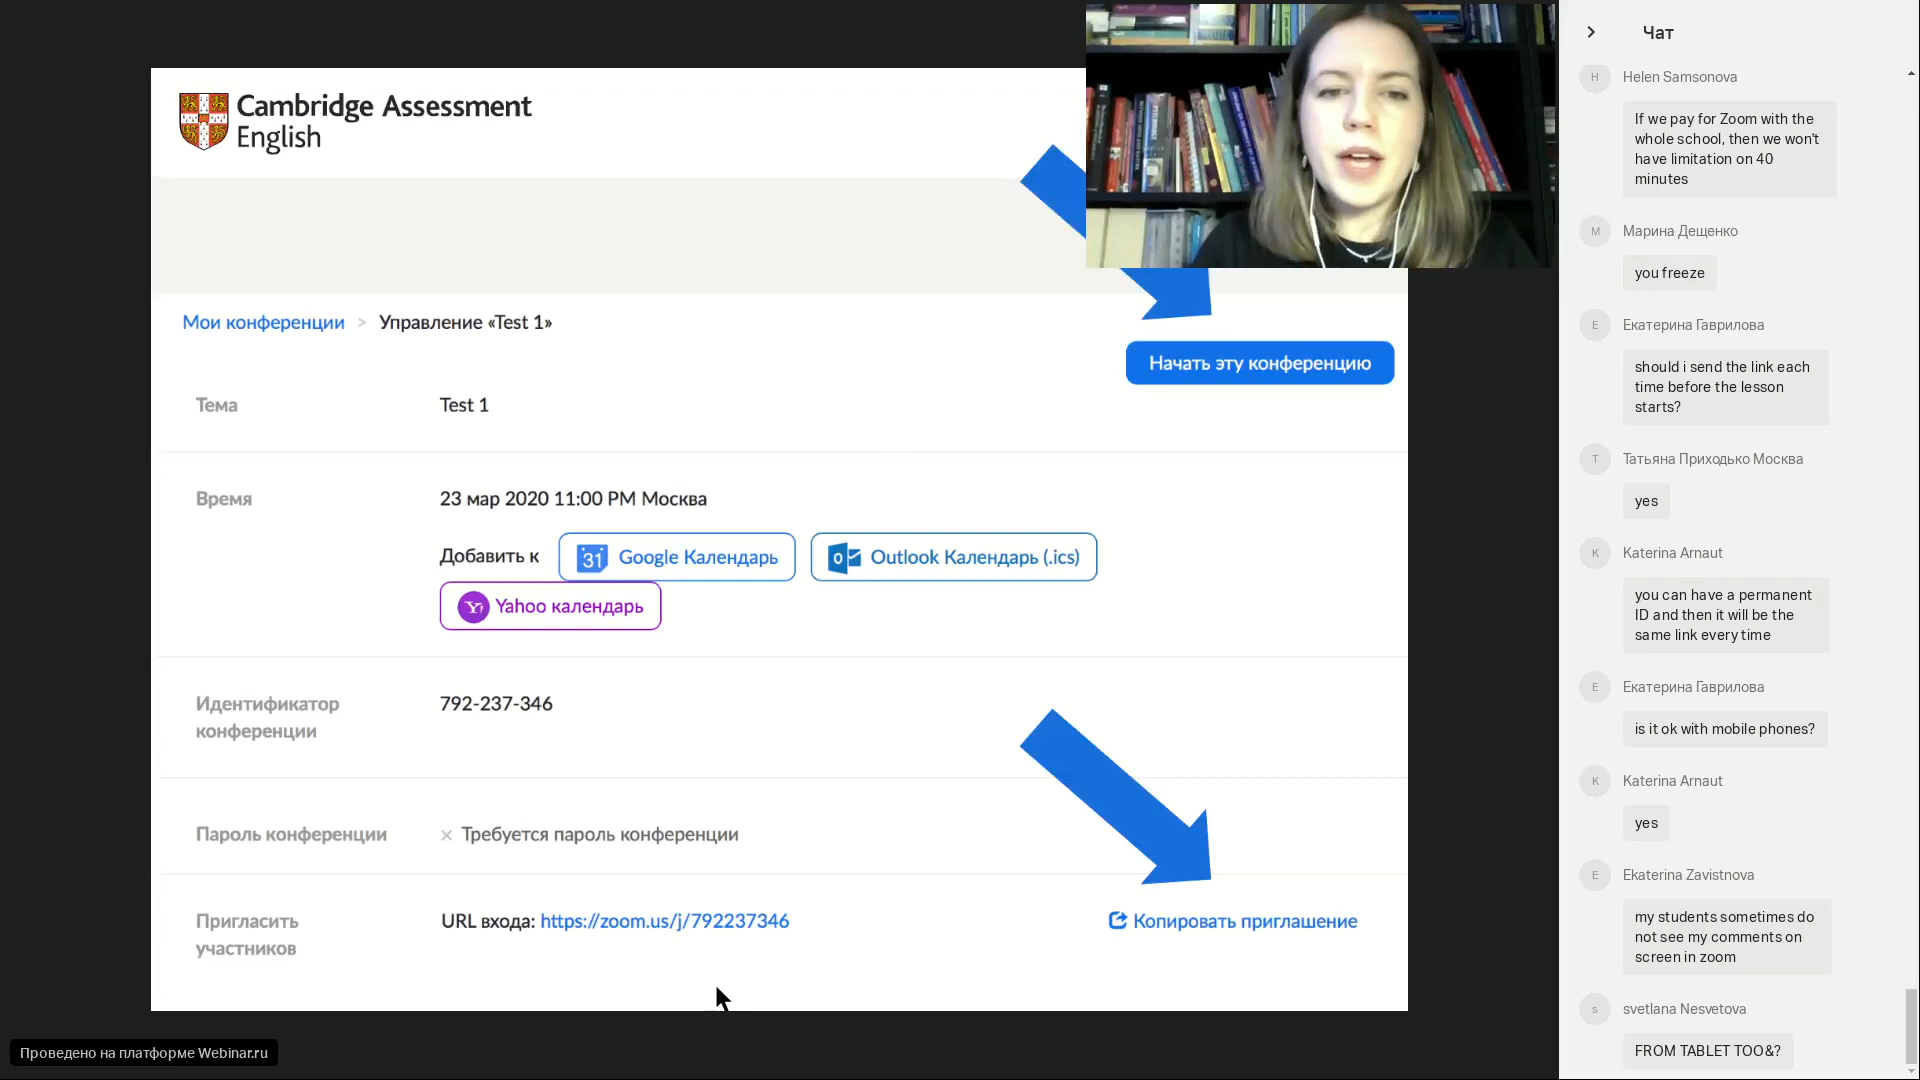 Cambridge Assessment
English
Мои конференции > Управление «Test 1»
Начать эту конференцию
Тема
Test 1
Время
23 мар 2020 11:00 PM Москва
Добавить к
31 Google Календарь
Outlook Календарь (.ics)
Yahoo календарь
Идентификатор
конференции
792-237-346
Пароль конференции
× Требуется пароль конференции
Пригласить
участников
URL входа: https://zoom.us/j/792237346
Копировать приглашение
Проведено на платформе Webinar.ru
Чат
H
Helen Samsonova
If we pay for Zoom with the
whole school, then we won't
have limitation on 40
minutes
М
Марина Дещенко
you freeze
Е
Екатерина Гаврилова
should i send the link each
time before the lesson
starts?
Т
Татьяна Приходько Москва
yes
K
Katerina Arnaut
you can have a permanent
ID and then it will be the
same link every time
Е
Екатерина Гаврилова
is it ok with mobile phones?
K
Katerina Arnaut
yes
E
Ekaterina Zavistnova
my students sometimes do
not see my comments on
screen in zoom
s
svetlana Nesvetova
FROM TABLET TOO&?